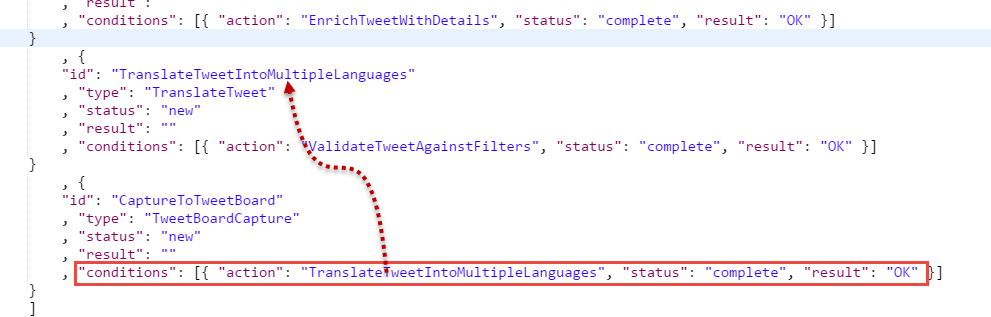 , "result":
, "conditions": [{ "action": "EnrichTweetWithDetails", "status": "complete", "result": "OK" }]
}
, {
"id": "TranslateTweetIntoMultipleLanguages"
, "type": "TranslateTweet"
, "status": "new"
, "result": ""
, "conditions": [{ "action": "ValidateTweetAgainstFilters", "status": "complete", "result": "OK" }]
}
, {
"id": "CaptureToTweetBoard"
, "type": "TweetBoardCapture"
, "status": "new"
, "result": ""
, "conditions": [{ "action": "TranslateTweetIntoMultipleLanguages", "status": "complete", "result": "OK" }]
}
]